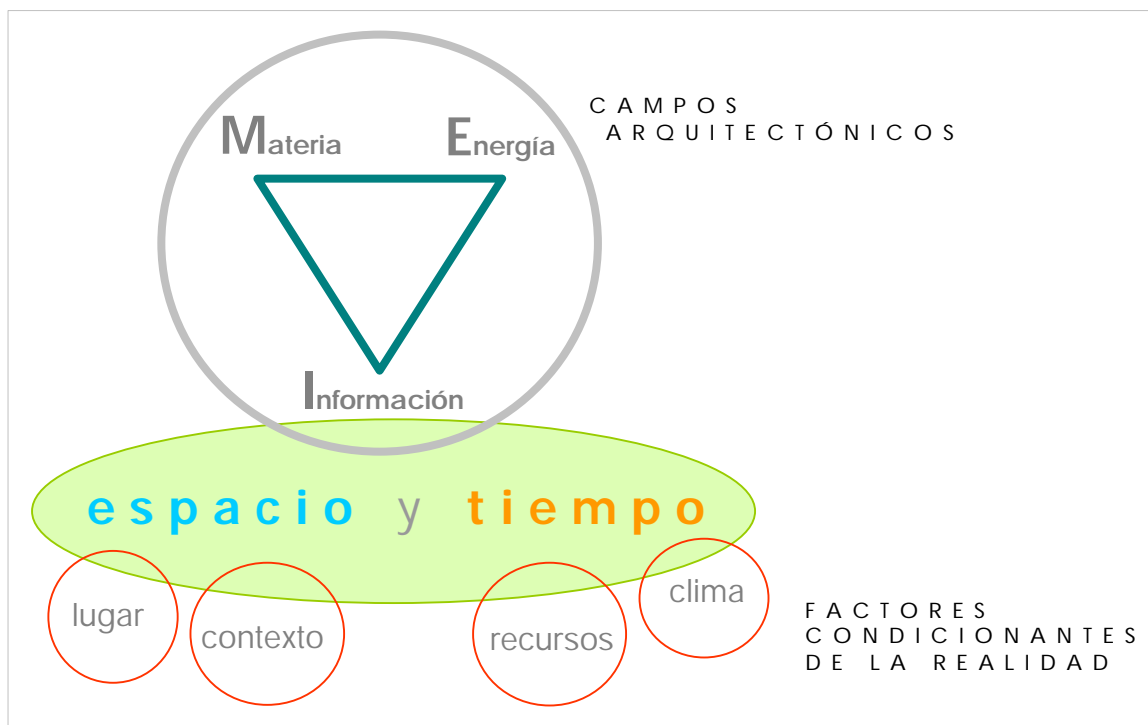 CAMPOS
ARQUITECTÓNICOS
Materia Energía
Información
espacio y tiempo
lugar contexto recursos clima
FACTORES
CONDICIONANTES
DE LA REALIDAD